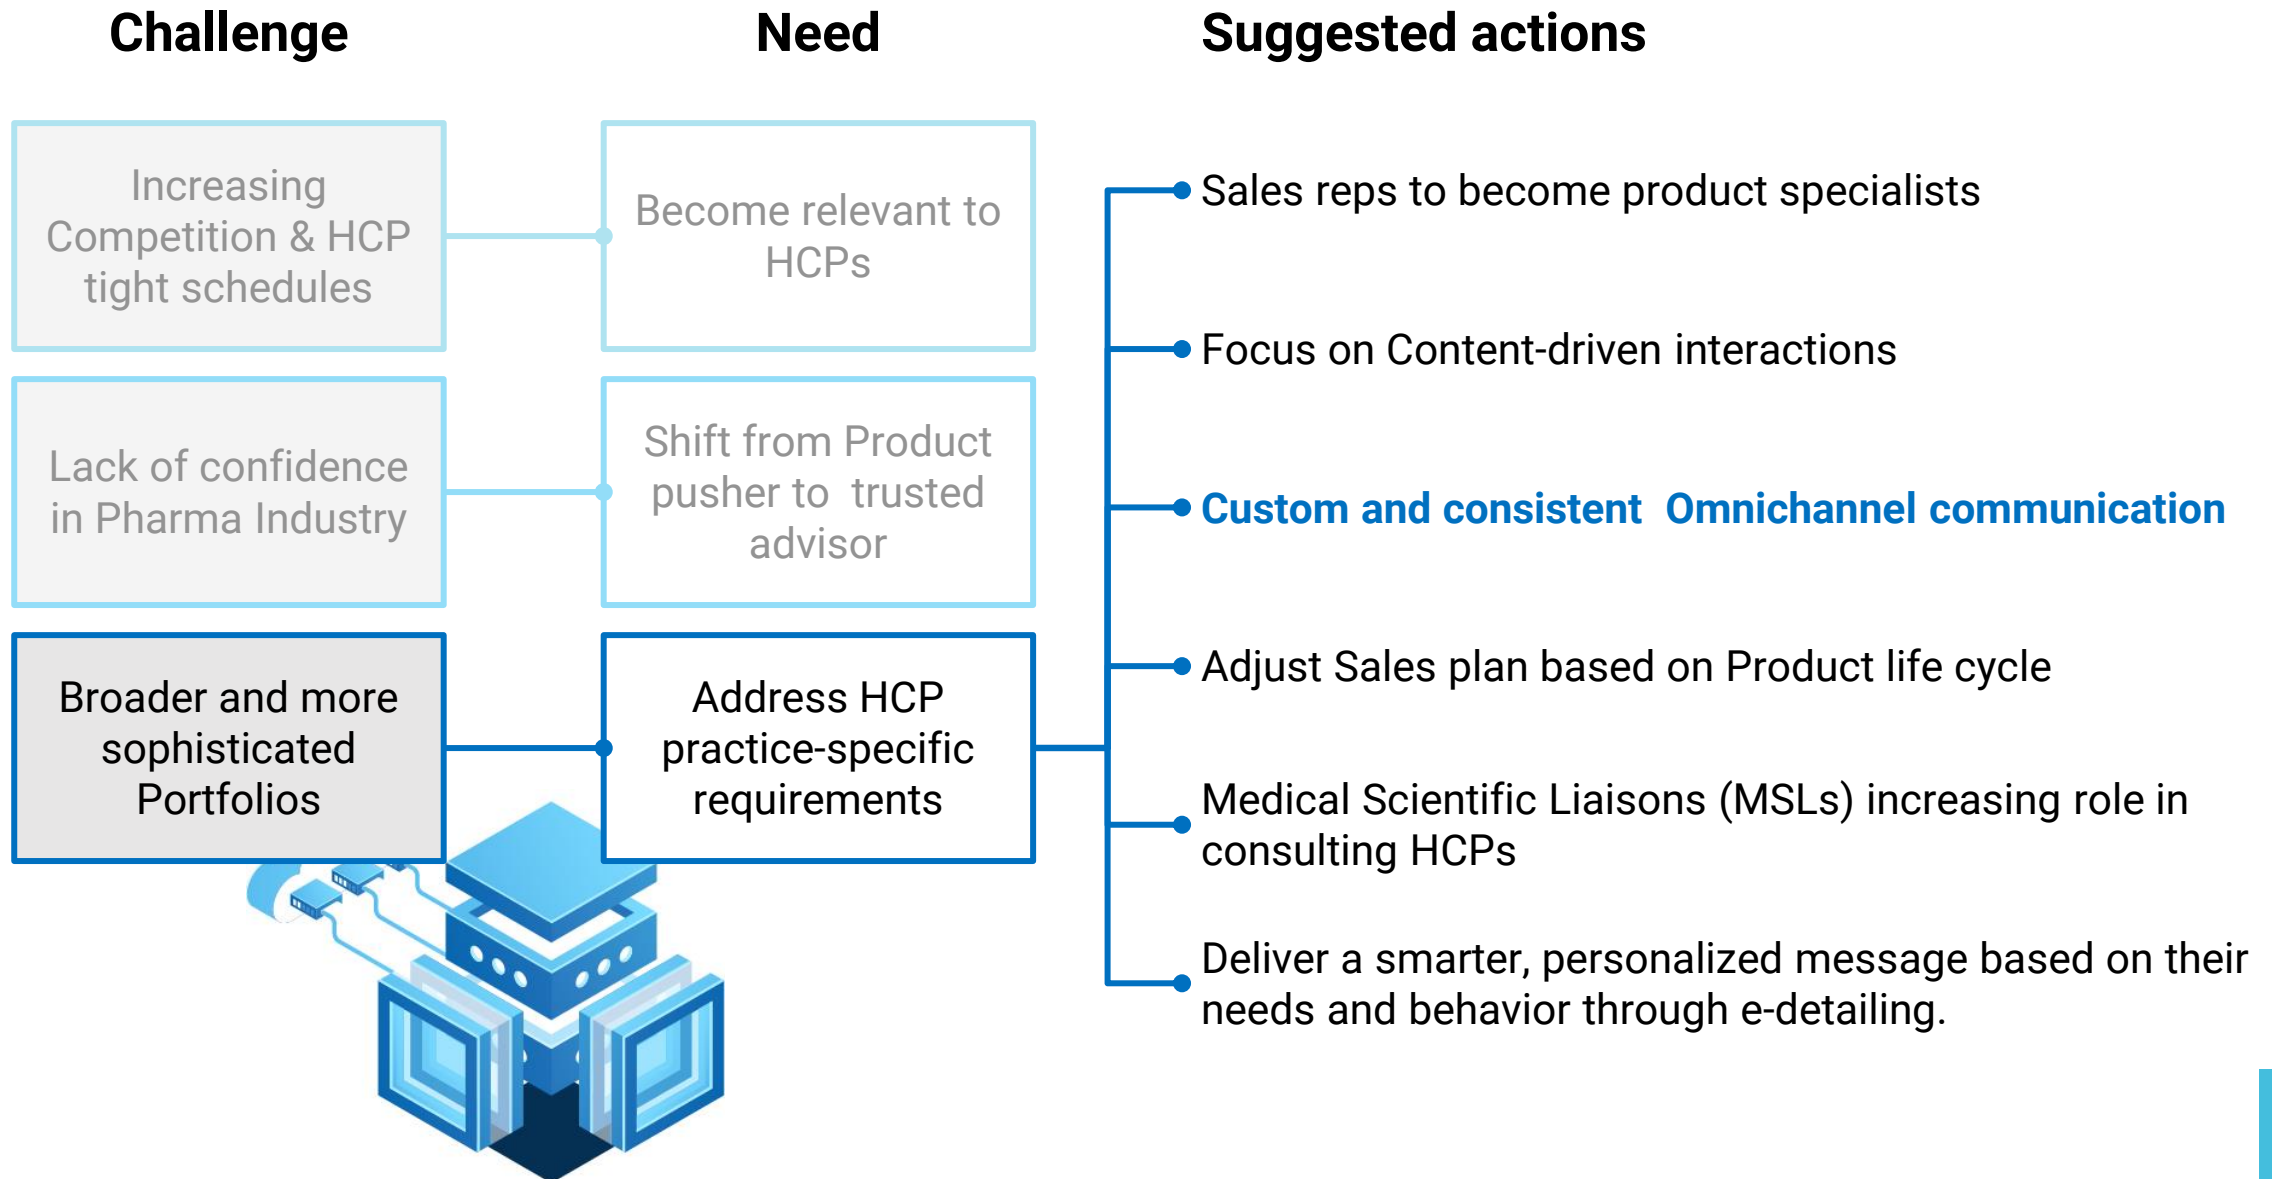 Challenge
Need
Suggested actions
Increasing
Competition & HCP
tight schedules
Become relevant to
HCPs
Lack of confidence
in Pharma Industry
Shift from Product
pusher to  trusted
advisor
Broader and more
sophisticated
Portfolios
Address HCP
practice-specific
requirements
Sales reps to become product specialists
Focus on Content-driven interactions
Custom and consistent  Omnichannel communication
Adjust Sales plan based on Product life cycle
Medical Scientific Liaisons (MSLs) increasing role in
consulting HCPs
Deliver a smarter, personalized message based on their
needs and behavior through e-detailing.